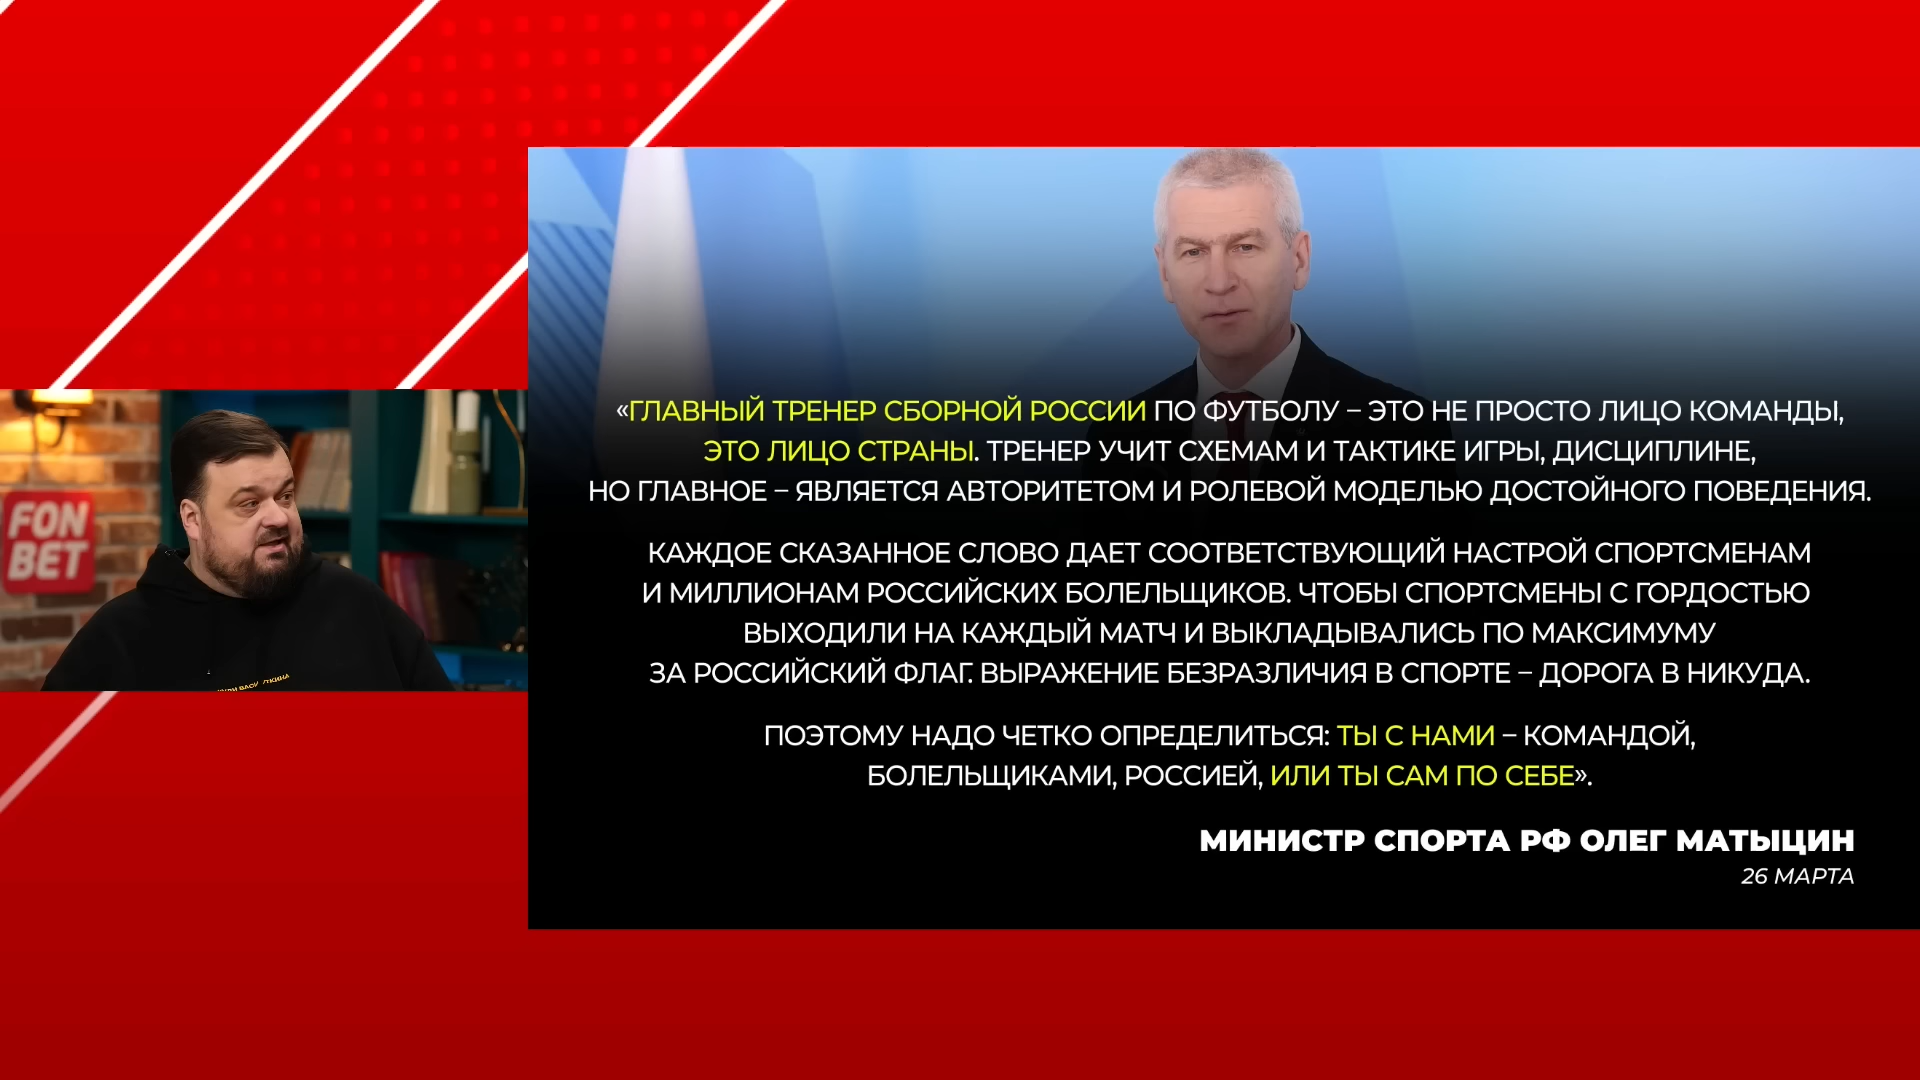 «ГЛАВНЫЙ ТРЕНЕР СБОРНОЙ РОССИИ ПО ФУТБОЛУ – ЭТО НЕ ПРОСТО ЛИЦО КОМАНДЫ,
ЭТО ЛИЦО СТРАНЫ. ТРЕНЕР УЧИТ СХЕМАМ И ТАКТИКЕ ИГРЫ, ДИСЦИПЛИНЕ,
НО ГЛАВНОЕ – ЯВЛЯЕТСЯ АВТОРИТЕТОМ И РОЛЕВОЙ МОДЕЛЬЮ ДОСТОЙНОГО ПОВЕДЕНИЯ.
КАЖДОЕ СКАЗАННОЕ СЛОВО ДАЕТ СООТВЕТСТВУЮЩИЙ НАСТРОЙ СПОРТСМЕНАМ
И МИЛЛИОНАМ РОССИЙСКИХ БОЛЕЛЬЩИКОВ. ЧТОБЫ СПОРТСМЕНЫ С ГОРДОСТЬЮ
ВЫХОДИЛИ НА КАЖДЫЙ МАТЧ И ВЫКЛАДЫВАЛИСЬ ПО МАКСИМУМУ
ЗА РОССИЙСКИЙ ФЛАГ. ВЫРАЖЕНИЕ БЕЗРАЗЛИЧИЯ В СПОРТЕ – ДОРОГА В НИКУДА.
ПОЭТОМУ НАДО ЧЕТКО ОПРЕДЕЛИТЬСЯ: ТЫ С НАМИ – КОМАНДОЙ,
БОЛЕЛЬЩИКАМИ, РОССИЕЙ, ИЛИ ТЫ САМ ПО СЕБЕ».
МИНИСТР СПОРТА РФ ОЛЕГ МАТЫЦИН
26 МАРТА
FON
BET